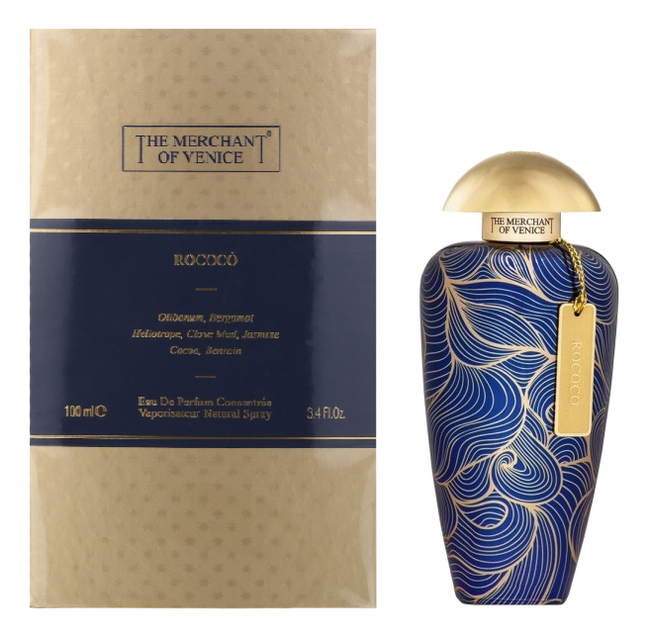 THE MERCHANT®
OF VENICE
ROCOCÒ
Olibanum, Bergamot
Heliotrope, Clove Mud, Jasmine
Cocoa, Benzoin
Eau De Parfum Concentrée
100 ml ℮ Vaporisateur Natural Spray 3.4 Fl.Oz.
THE MERCHANT
OF VENICE
ROCOCÒ